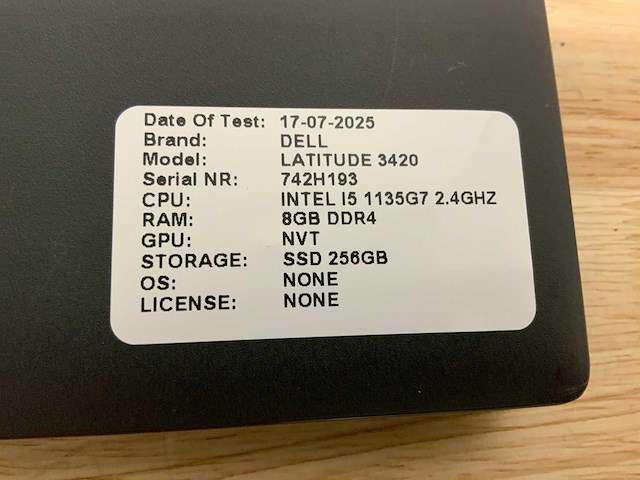 Date Of Test: 17-07-2025
Brand: DELL
Model: LATITUDE 3420
Serial NR: 742H193
CPU: INTEL I5 1135G7 2.4GHZ
RAM: 8GB DDR4
GPU: NVT
STORAGE: SSD 256GB
OS: NONE
LICENSE: NONE